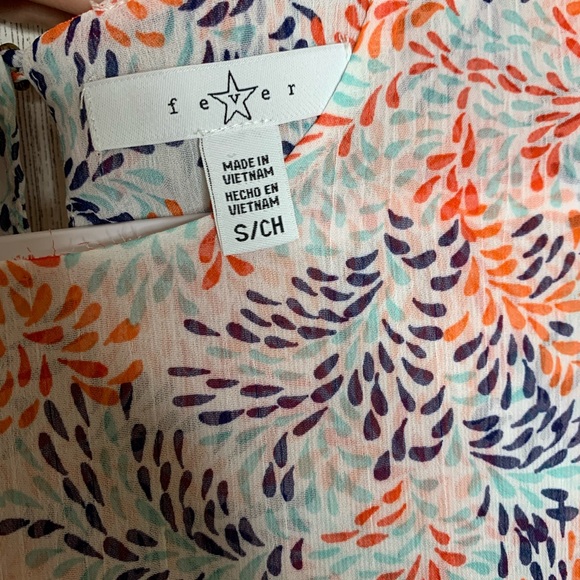 fever
MADE IN
VIETNAM
HECHO EN
VIETNAM
S/CH